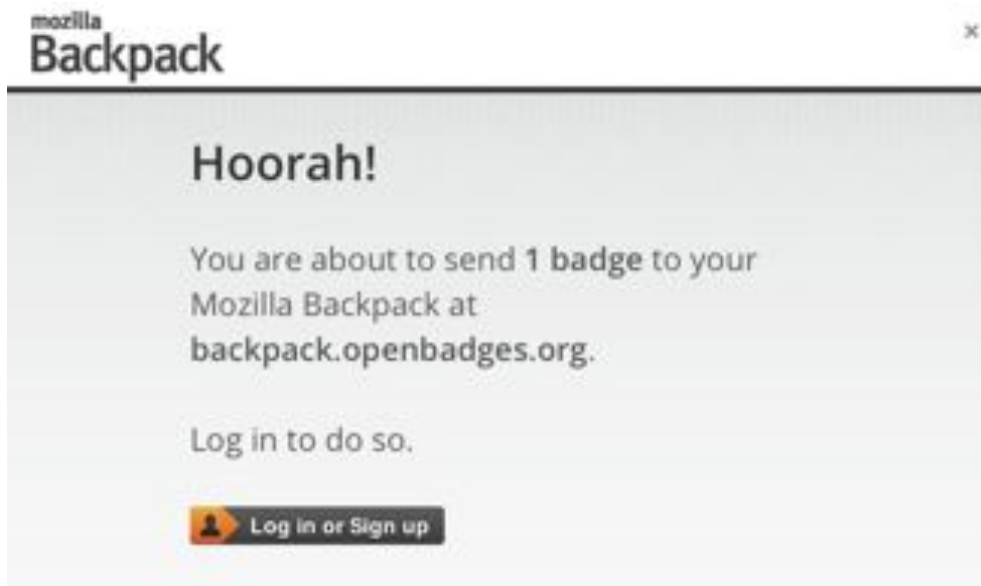 mozilla
Backpack
×
Hoorah!
You are about to send 1 badge to your
Mozilla Backpack at
backpack.openbadges.org.
Log in to do so.
Log in or Sign up